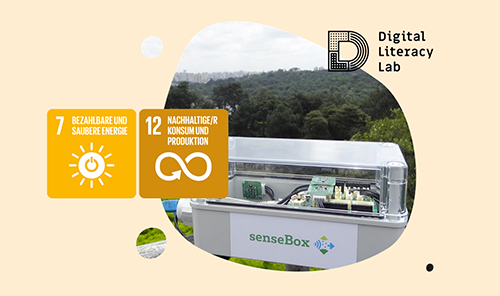 Digital
Literacy
Lab
7 BEZAHLBARE UND
SAUBERE ENERGIE
12 NACHHALTIGE/R
KONSUM UND
PRODUKTION
senseBox